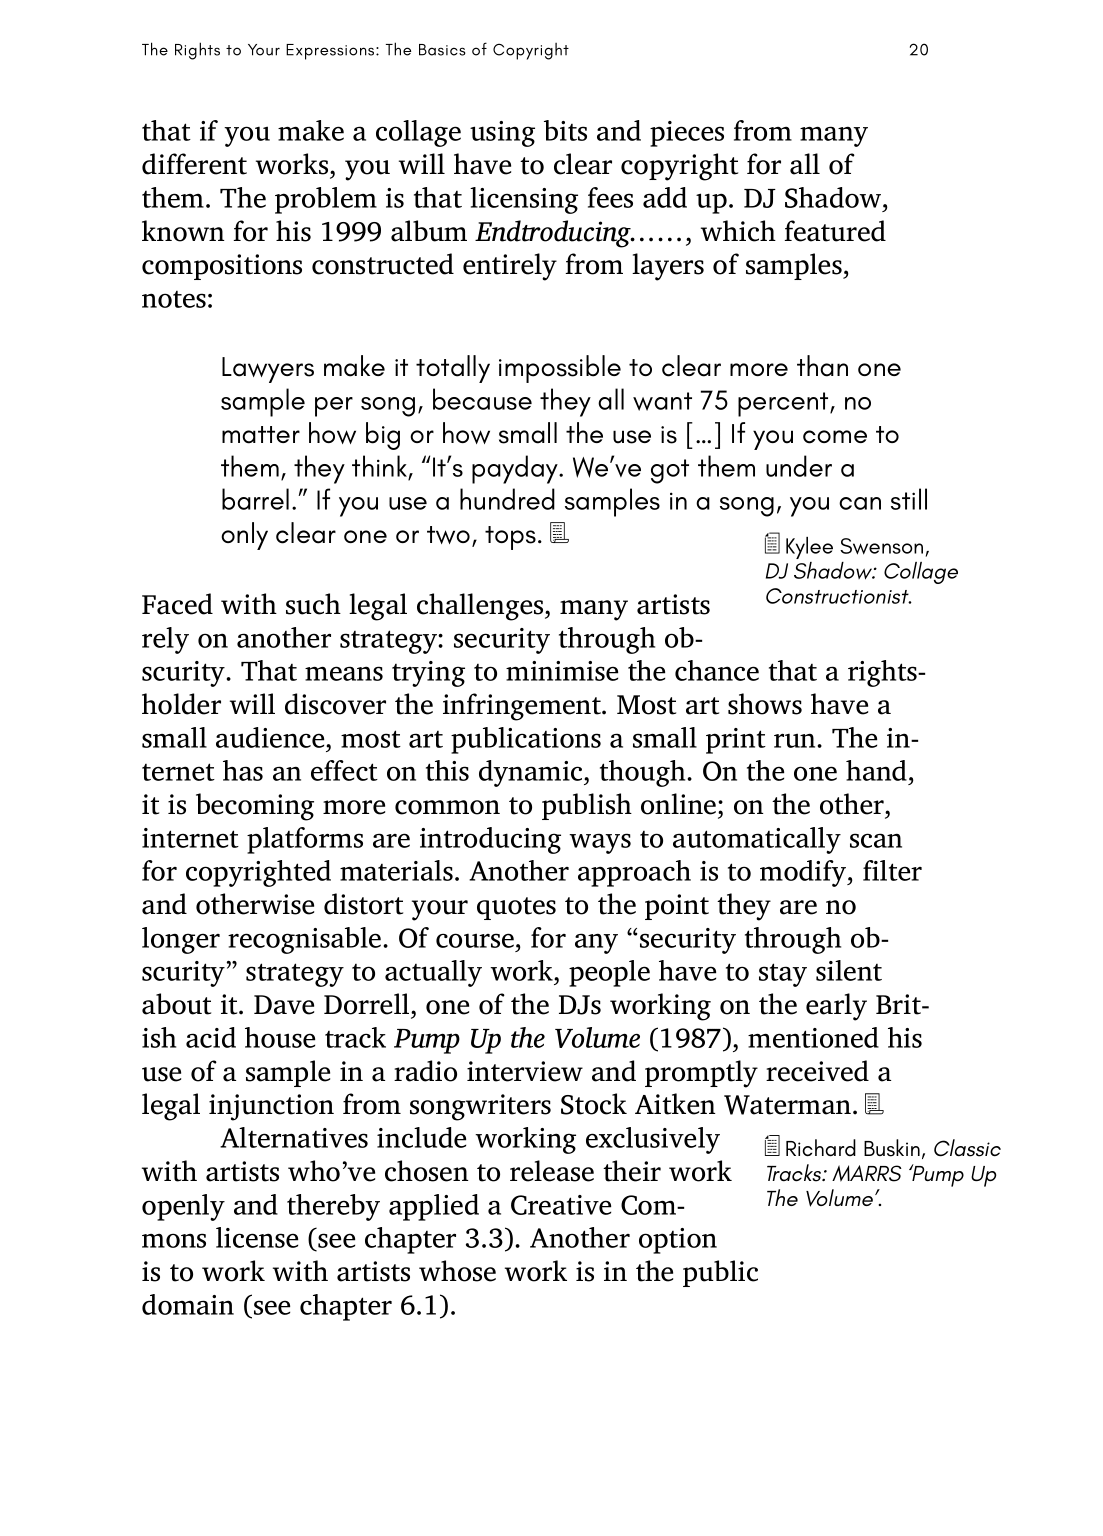 The Rights to Your Expressions: The Basics of Copyright 20
that if you make a collage using bits and pieces from many
different works, you will have to clear copyright for all of
them. The problem is that licensing fees add up. DJ Shadow,
known for his 1999 album Endtroducing……, which featured
compositions constructed entirely from layers of samples,
notes:
Lawyers make it totally impossible to clear more than one
sample per song, because they all want 75 percent, no
matter how big or how small the use is […] If you come to
them, they think, “It’s payday. We’ve got them under a
barrel.” If you use a hundred samples in a song, you can still
only clear one or two, tops.
Kylee Swenson,
DJ Shadow: Collage
Constructionist.
Faced with such legal challenges, many artists
rely on another strategy: security through ob-
scurity. That means trying to minimise the chance that a rights-
holder will discover the infringement. Most art shows have a
small audience, most art publications a small print run. The in-
ternet has an effect on this dynamic, though. On the one hand,
it is becoming more common to publish online; on the other,
internet platforms are introducing ways to automatically scan
for copyrighted materials. Another approach is to modify, filter
and otherwise distort your quotes to the point they are no
longer recognisable. Of course, for any “security through ob-
scurity” strategy to actually work, people have to stay silent
about it. Dave Dorrell, one of the DJs working on the early Brit-
ish acid house track Pump Up the Volume (1987), mentioned his
use of a sample in a radio interview and promptly received a
legal injunction from songwriters Stock Aitken Waterman.
Alternatives include working exclusively
with artists who’ve chosen to release their work
openly and thereby applied a Creative Com-
mons license (see chapter 3.3). Another option
is to work with artists whose work is in the public
domain (see chapter 6.1).
Richard Buskin, Classic
Tracks: MARRS ‘Pump Up
The Volume’.